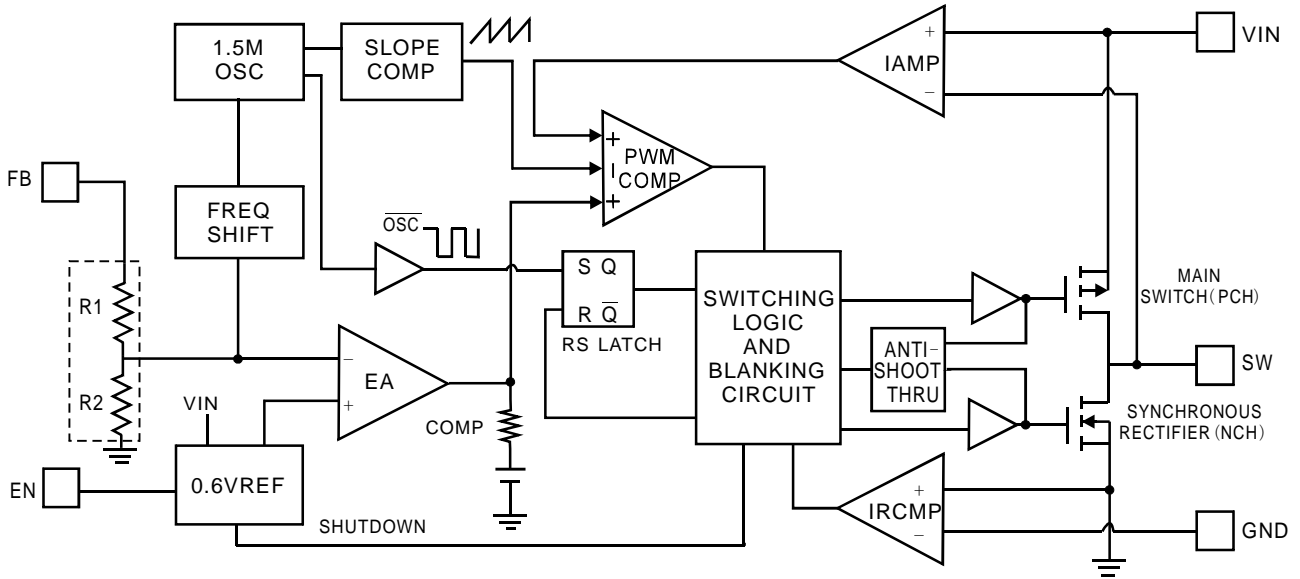 1.5M
OSC
SLOPE
COMP
+
IAMP
−
VIN
FB
FREQ
SHIFT
+
−
+
PWM
COMP
OSC
S Q
R Q
RS LATCH
SWITCHING
LOGIC
AND
BLANKING
CIRCUIT
MAIN
SWITCH(PCH)
R1
R2
−
EA
+
COMP
ANTI−
SHOOT
THRU
SW
SYNCHRONOUS
RECTIFIER(NCH)
VIN
EN
0.6VREF
SHUTDOWN
+
IRCMP
−
GND